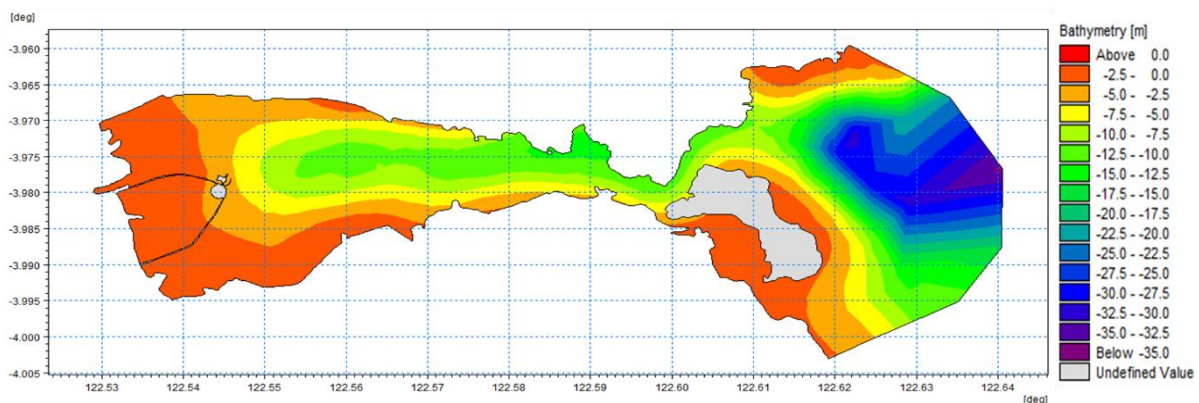 [deg]
-3.960
-3.965
-3.970
-3.975
-3.980
-3.985
-3.990
-3.995
-4.000
-4.005
122.53 122.54 122.55 122.56 122.57 122.58 122.59 122.60 122.61 122.62 122.63 122.64
[deg]
Bathymetry [m]
Above 0.0
-2.5 - 0.0
-5.0 - -2.5
-7.5 - -5.0
-10.0 - -7.5
-12.5 - -10.0
-15.0 - -12.5
-17.5 - -15.0
-20.0 - -17.5
-22.5 - -20.0
-25.0 - -22.5
-27.5 - -25.0
-30.0 - -27.5
-32.5 - -30.0
-35.0 - -32.5
Below -35.0
Undefined Value